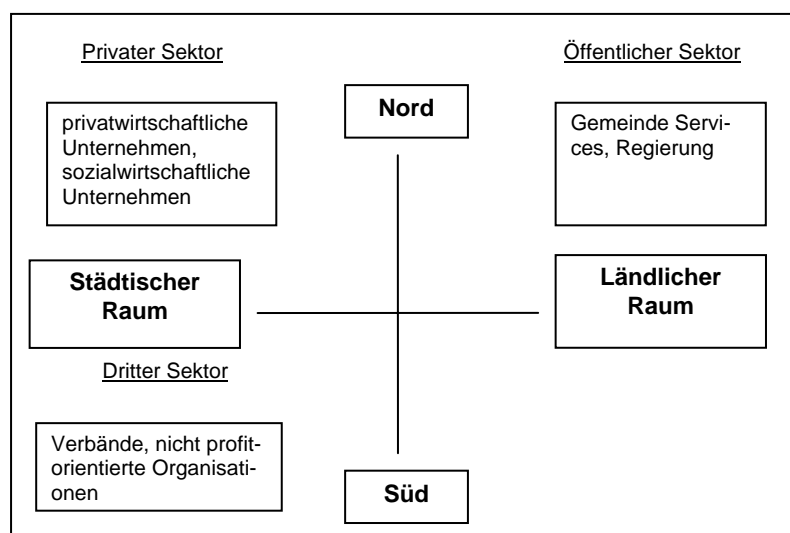 Privater Sektor
Öffentlicher Sektor
Nord
privatwirtschaftliche
Unternehmen,
sozialwirtschaftliche
Unternehmen
Gemeinde Servi-
ces, Regierung
Städtischer
Raum
Ländlicher
Raum
Dritter Sektor
Verbände, nicht profit-
orientierte Organisati-
onen
Süd